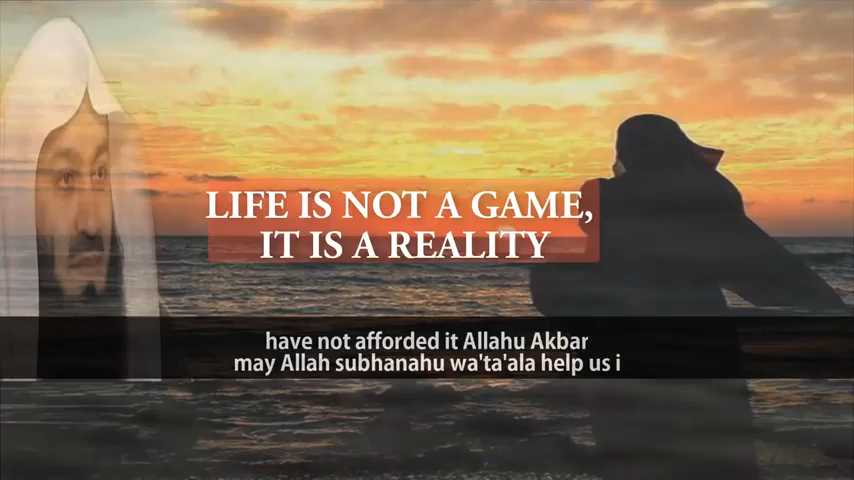 LIFE IS NOT A GAME,
IT IS A REALITY
have not afforded it Allahu Akbar
may Allah subhanahu wa'ta'ala help us i